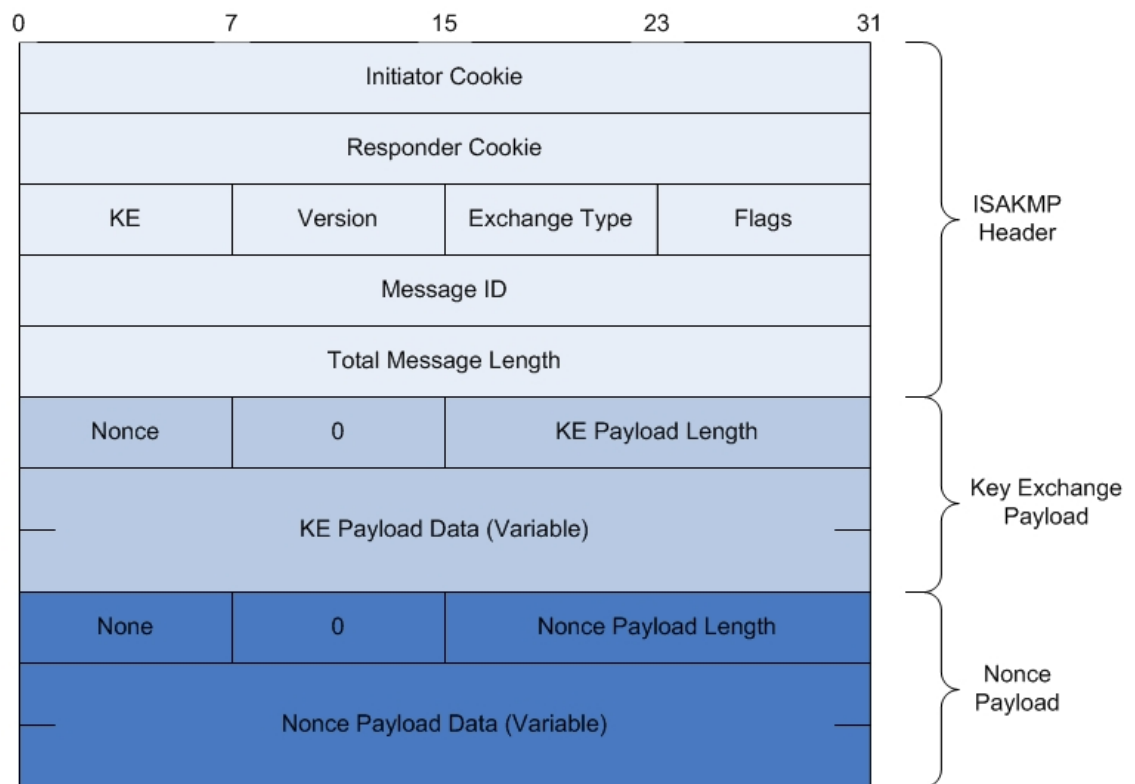 0 7 15 23 31
Initiator Cookie
Responder Cookie
KE Version Exchange Type Flags
ISAKMP
Header
Message ID
Total Message Length
Nonce 0 KE Payload Length
KE Payload Data (Variable)
Key Exchange
Payload
None 0 Nonce Payload Length
Nonce Payload Data (Variable)
Nonce
Payload